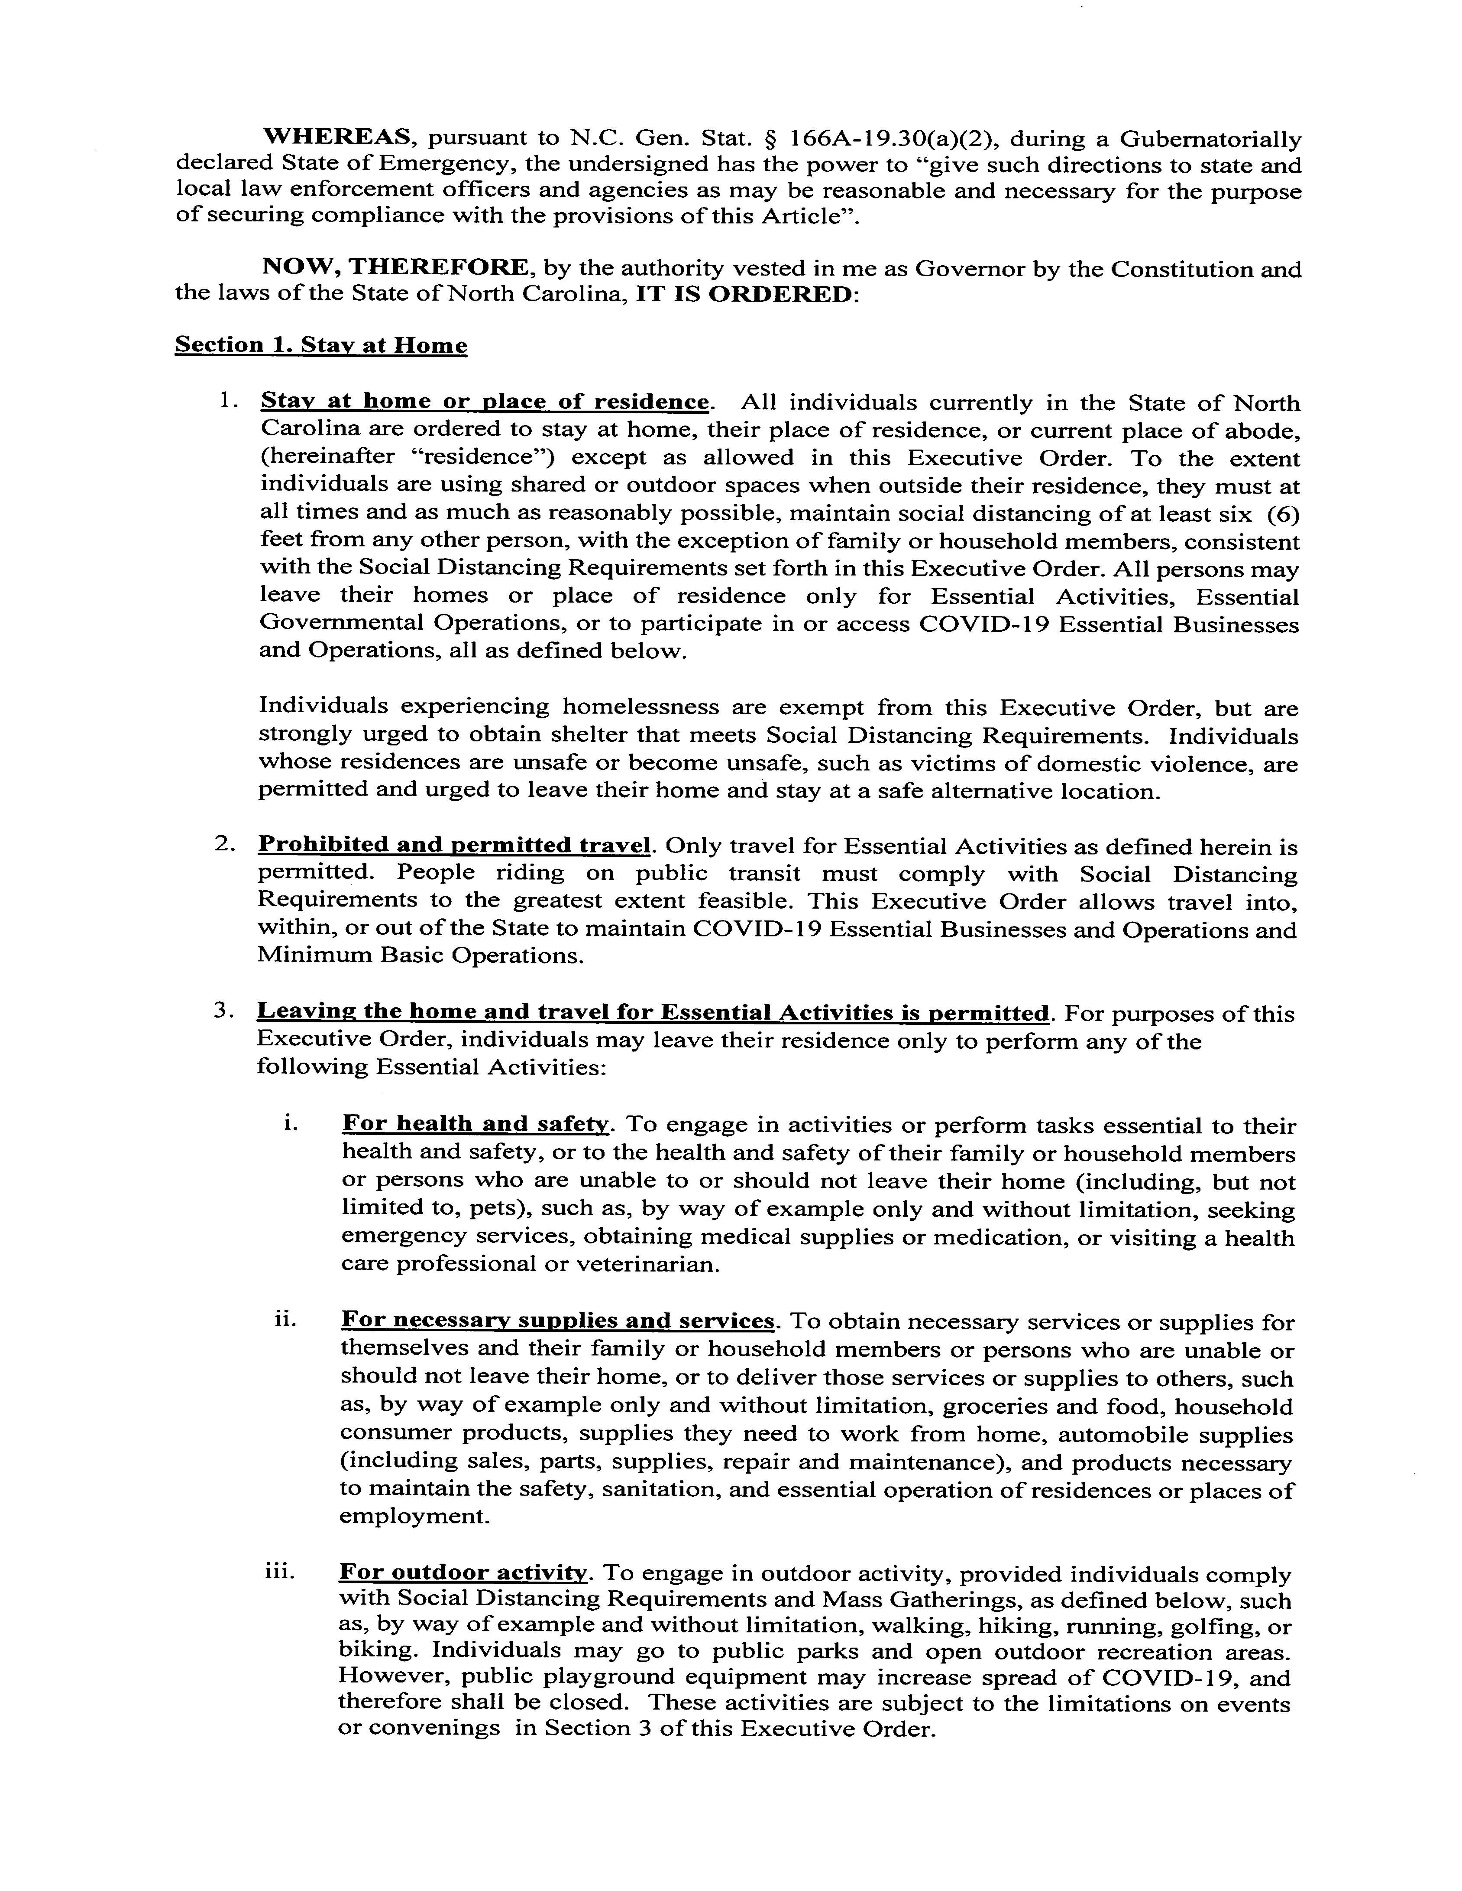 WHEREAS, pursuant to N.C. Gen. Stat. § 166A-19.30(a)(2), during a Gubernatorially
declared State of Emergency, the undersigned has the power to “give such directions to state and
local law enforcement officers and agencies as may be reasonable and necessary for the purpose
of securing compliance with the provisions of this Article”.
NOW, THEREFORE, by the authority vested in me as Governor by the Constitution and
the laws of the State of North Carolina, IT IS ORDERED:
Section 1. Stay at Home
1. Stay at home or place of residence. All individuals currently in the State of North
Carolina are ordered to stay at home, their place of residence, or current place of abode,
(hereinafter “residence”) except as allowed in this Executive Order. To the extent
individuals are using shared or outdoor spaces when outside their residence, they must at
all times and as much as reasonably possible, maintain social distancing of at least six (6)
feet from any other person, with the exception of family or household members, consistent
with the Social Distancing Requirements set forth in this Executive Order. All persons may
leave their homes or place of residence only for Essential Activities, Essential
Governmental Operations, or to participate in or access COVID-19 Essential Businesses
and Operations, all as defined below.
Individuals experiencing homelessness are exempt from this Executive Order, but are
strongly urged to obtain shelter that meets Social Distancing Requirements. Individuals
whose residences are unsafe or become unsafe, such as victims of domestic violence, are
permitted and urged to leave their home and stay at a safe alternative location.
2. Prohibited and permitted travel. Only travel for Essential Activities as defined herein is
permitted. People riding on public transit must comply with Social Distancing
Requirements to the greatest extent feasible. This Executive Order allows travel into,
within, or out of the State to maintain COVID-19 Essential Businesses and Operations and
Minimum Basic Operations.
3. Leaving the home and travel for Essential Activities is permitted. For purposes of this
Executive Order, individuals may leave their residence only to perform any of the
following Essential Activities:
i. For health and safety. To engage in activities or perform tasks essential to their
health and safety, or to the health and safety of their family or household members
or persons who are unable to or should not leave their home (including, but not
limited to, pets), such as, by way of example only and without limitation, seeking
emergency services, obtaining medical supplies or medication, or visiting a health
care professional or veterinarian.
ii. For necessary supplies and services. To obtain necessary services or supplies for
themselves and their family or household members or persons who are unable or
should not leave their home, or to deliver those services or supplies to others, such
as, by way of example only and without limitation, groceries and food, household
consumer products, supplies they need to work from home, automobile supplies
(including sales, parts, supplies, repair and maintenance), and products necessary
to maintain the safety, sanitation, and essential operation of residences or places of
employment.
iii. For outdoor activity. To engage in outdoor activity, provided individuals comply
with Social Distancing Requirements and Mass Gatherings, as defined below, such
as, by way of example and without limitation, walking, hiking, running, golfing, or
biking. Individuals may go to public parks and open outdoor recreation areas.
However, public playground equipment may increase spread of COVID-19, and
therefore shall be closed. These activities are subject to the limitations on events
or convenings in Section 3 of this Executive Order.